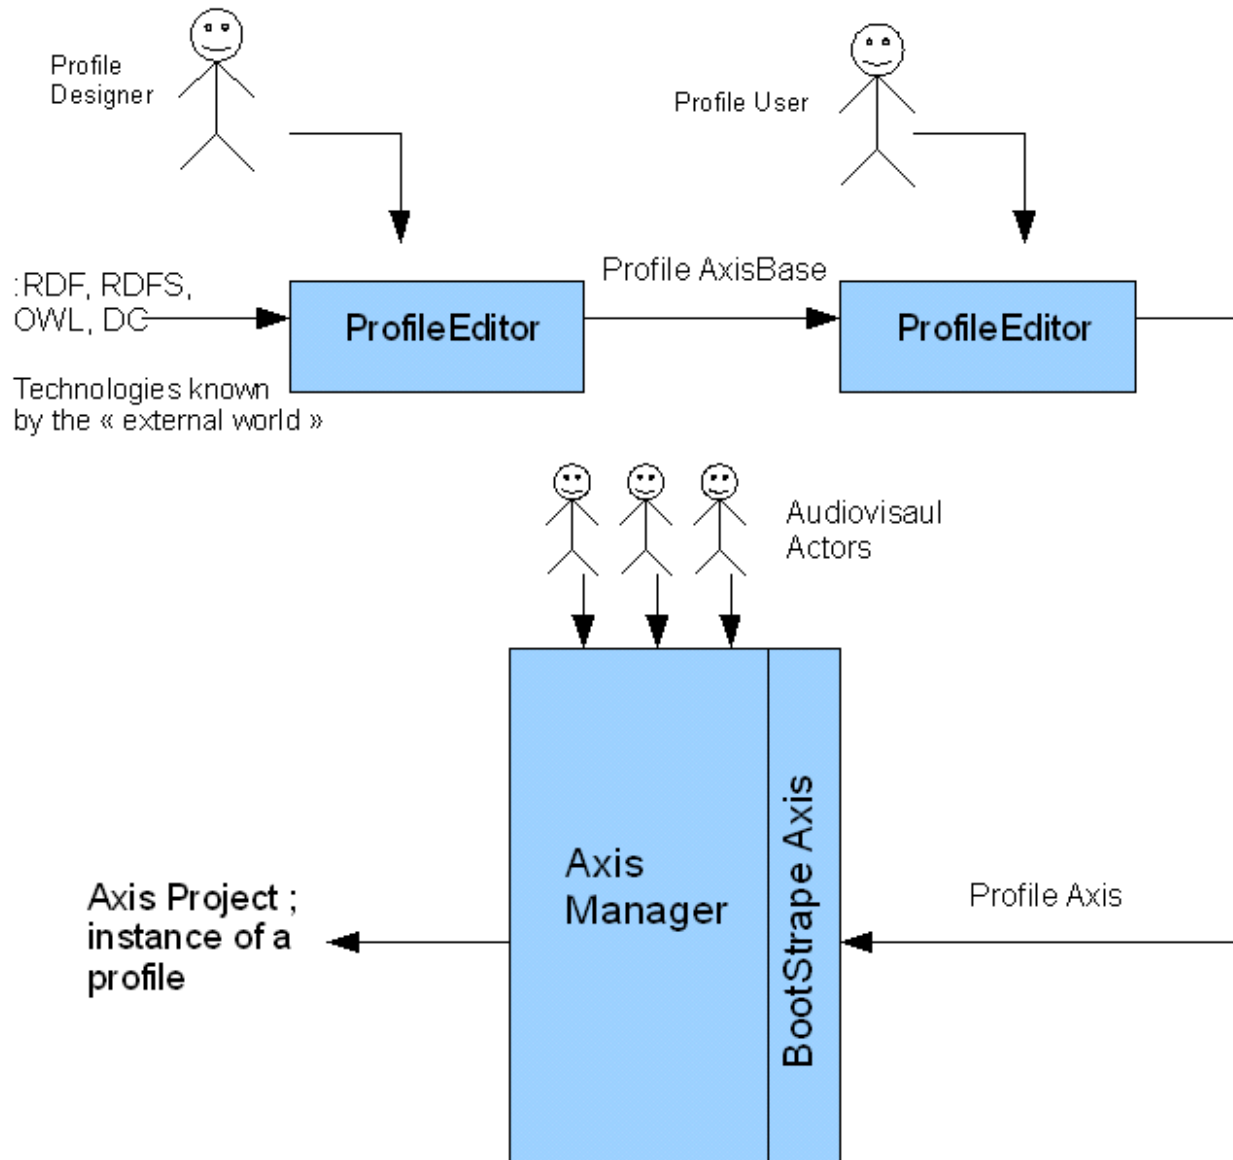 Profile
Designer
Profile User
:RDF, RDFS,
OWL, DC
ProfileEditor
Profile AxisBase
ProfileEditor
Technologies known
by the « external world »
Audiovisaul
Actors
Axis
Manager
BootStrape Axis
Profile Axis
Axis Project ;
instance of a
profile